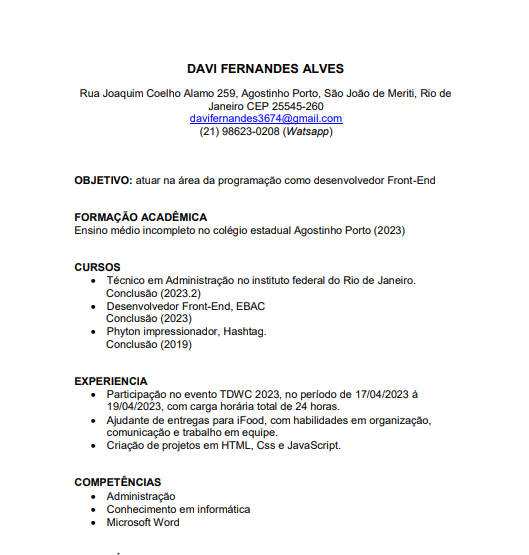 DAVI FERNANDES ALVES
Rua Joaquim Coelho Alamo 259, Agostinho Porto, São João de Meriti, Rio de
Janeiro CEP 25545-260
davifernandes3674@gmail.com
(21) 98623-0208 (Watsapp)
OBJETIVO: atuar na área da programação como desenvolvedor Front-End
FORMAÇÃO ACADÊMICA
Ensino médio incompleto no colégio estadual Agostinho Porto (2023)
CURSOS
• Técnico em Administração no instituto federal do Rio de Janeiro.
Conclusão (2023.2)
• Desenvolvedor Front-End, EBAC
Conclusão (2023)
• Phyton impressionador, Hashtag.
Conclusão (2019)
EXPERIENCIA
• Participação no evento TDWC 2023, no período de 17/04/2023 á
19/04/2023, com carga horária total de 24 horas.
• Ajudante de entregas para iFood, com habilidades em organização,
comunicação e trabalho em equipe.
• Criação de projetos em HTML, Css e JavaScript.
COMPETÊNCIAS
• Administração
• Conhecimento em informática
• Microsoft Word